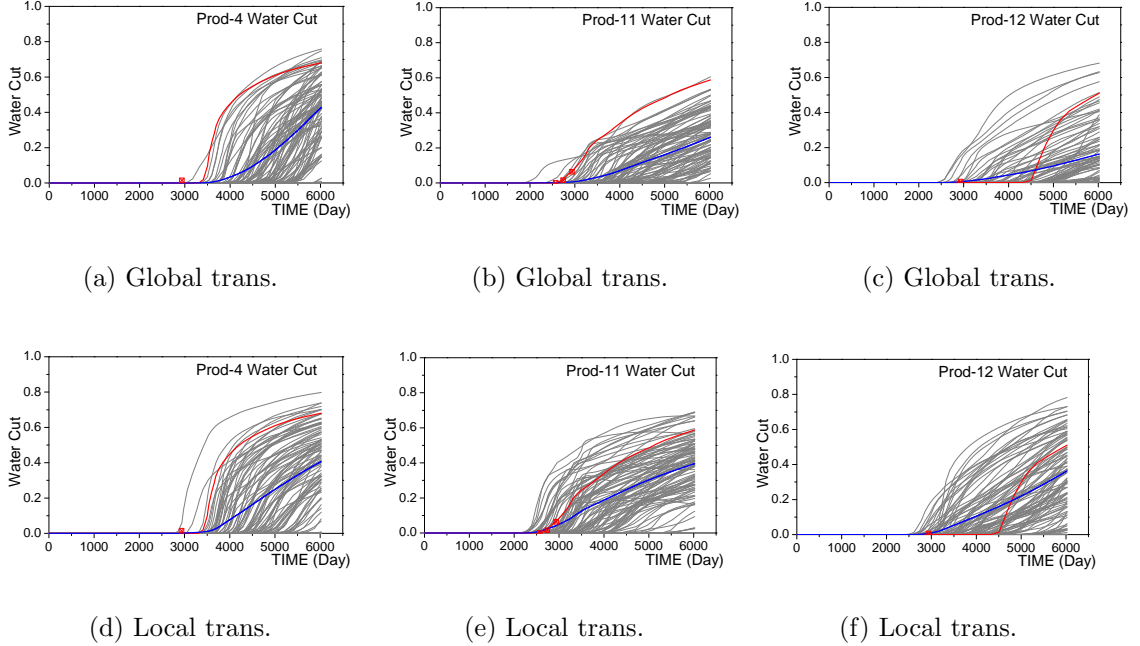 Prod-4 Water Cut
1.0
0.8
0.6
0.4
0.2
0.0
Water Cut
0 1000 2000 3000 4000 5000 6000
TIME (Day)
(a) Global trans.
Prod-11 Water Cut
1.0
0.8
0.6
0.4
0.2
0.0
Water Cut
0 1000 2000 3000 4000 5000 6000
TIME (Day)
(b) Global trans.
Prod-12 Water Cut
1.0
0.8
0.6
0.4
0.2
0.0
Water Cut
0 1000 2000 3000 4000 5000 6000
TIME (Day)
(c) Global trans.
Prod-4 Water Cut
1.0
0.8
0.6
0.4
0.2
0.0
Water Cut
0 1000 2000 3000 4000 5000 6000
TIME (Day)
(d) Local trans.
Prod-11 Water Cut
1.0
0.8
0.6
0.4
0.2
0.0
Water Cut
0 1000 2000 3000 4000 5000 6000
TIME (Day)
(e) Local trans.
Prod-12 Water Cut
1.0
0.8
0.6
0.4
0.2
0.0
Water Cut
0 1000 2000 3000 4000 5000 6000
TIME (Day)
(f) Local trans.